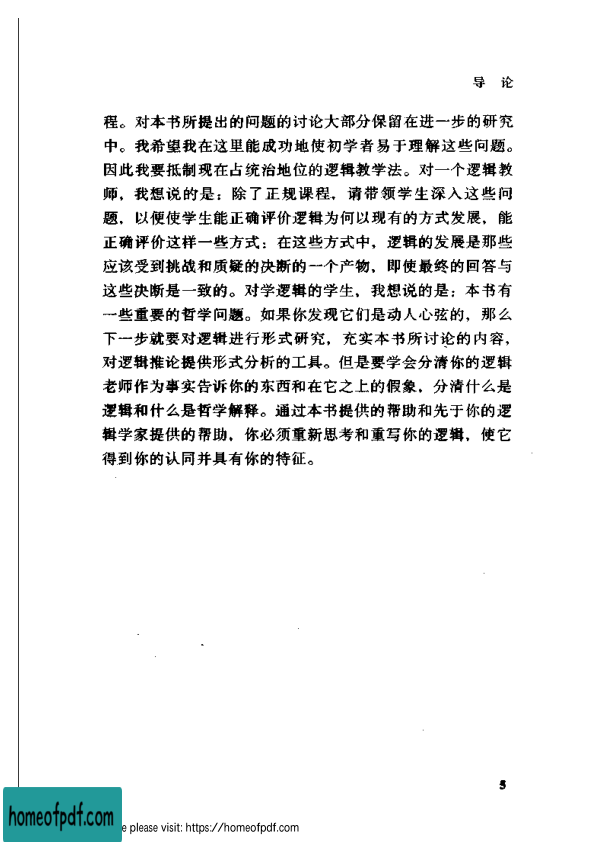 导 论
程。对本书所提出的问题的讨论大部分保留在进一步的研究
中。我希望我在这里能成功地使初学者易于理解这些问题。
因此我要抵制现在占统治地位的逻辑教学法。对一个逻辑教
师，我想说的是：除了正规课程，请带领学生深入这些问
题，以便使学生能正确评价逻辑为何以现有的方式发展，能
正确评价这样一些方式：在这些方式中，逻辑的发展是那些
应该受到挑战和质疑的决断的一个产物，即使最终的回答与
这些决断是一致的。对学逻辑的学生，我想说的是：本书有
一些重要的哲学问题。如果你发现它们是动人心弦的，那么
下一步就要对逻辑进行形式研究，充实本书所讨论的内容，
对逻辑推论提供形式分析的工具。但是要学会分清你的逻辑
老师作为事实告诉你的东西和在它之上的假象，分清什么是
逻辑和什么是哲学解释。通过本书提供的帮助和先于你的逻
辑学家提供的帮助，你必须重新思考和重写你的逻辑，使它
得到你的认同并具有你的特征。
5
homeofpdf.com
e please visit: https://homeofpdf.com